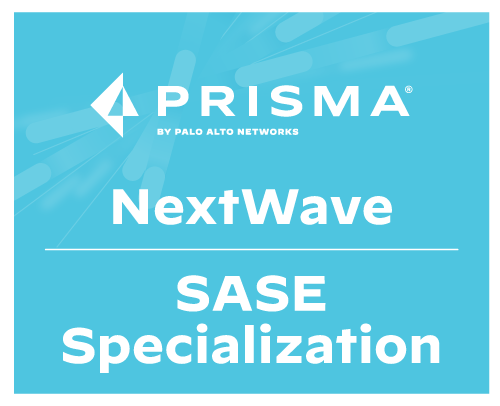 PRISMA®
BY PALO ALTO NETWORKS
NextWave
SASE
Specialization